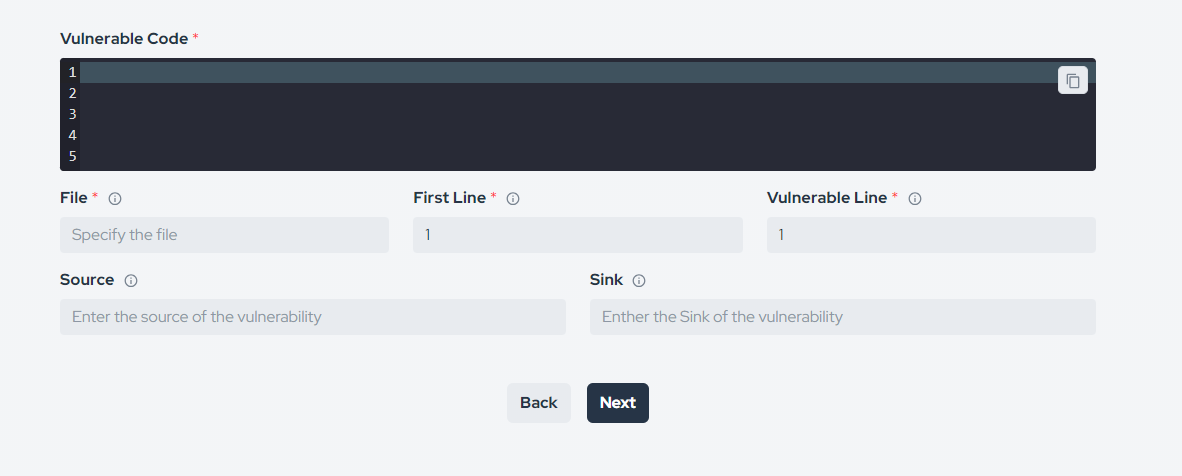 Vulnerable Code *
1
2
3
4
5
File * First Line * Vulnerable Line *
Specify the file 1 1
Source Sink
Enter the source of the vulnerability Enther the Sink of the vulnerability
Back Next